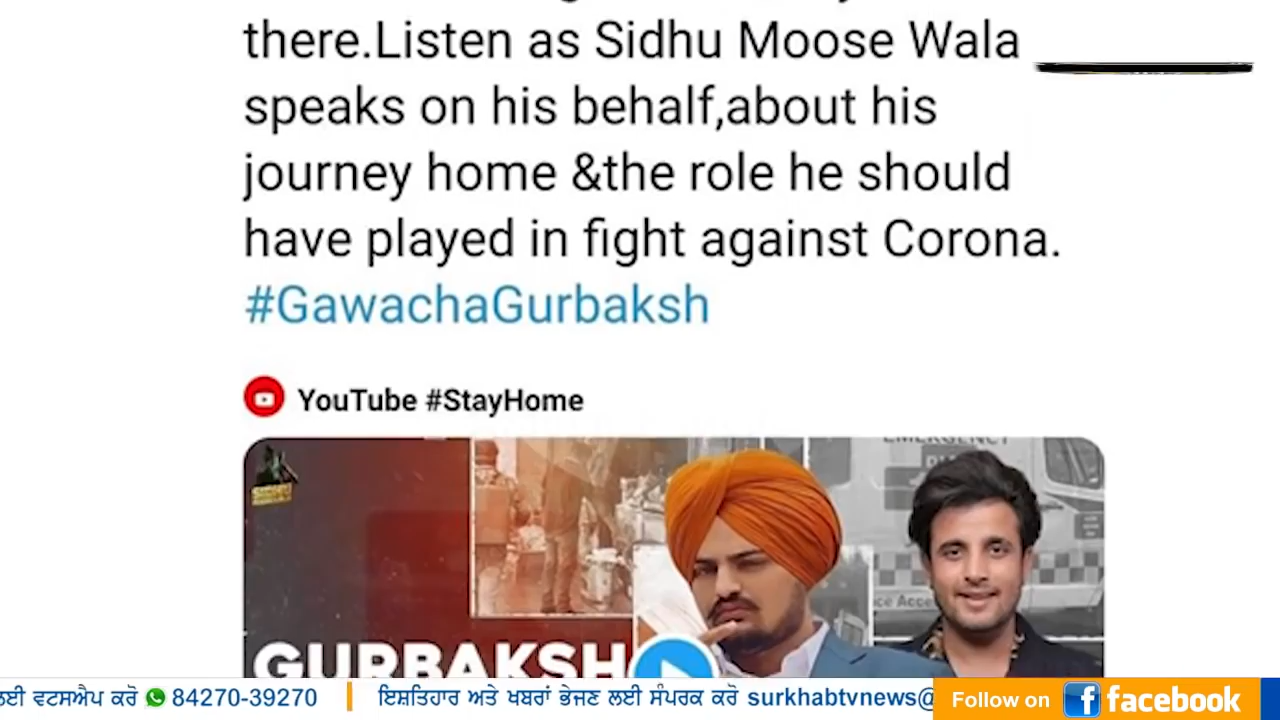 there.Listen as Sidhu Moose Wala
speaks on his behalf,about his
journey home &the role he should
have played in fight against Corona.
#GawachaGurbaksh
YouTube #StayHome
EMERGENCY
GURBAKSH
ਲਈ ਵਟਸਐਪ ਕਰੋ 84270-39270 | ਇਸ਼ਤਿਹਾਰ ਅਤੇ ਖਬਰਾਂ ਭੇਜਣ ਲਈ ਸੰਪਰਕ ਕਰੋ surkhabtvnews@
Follow on facebook